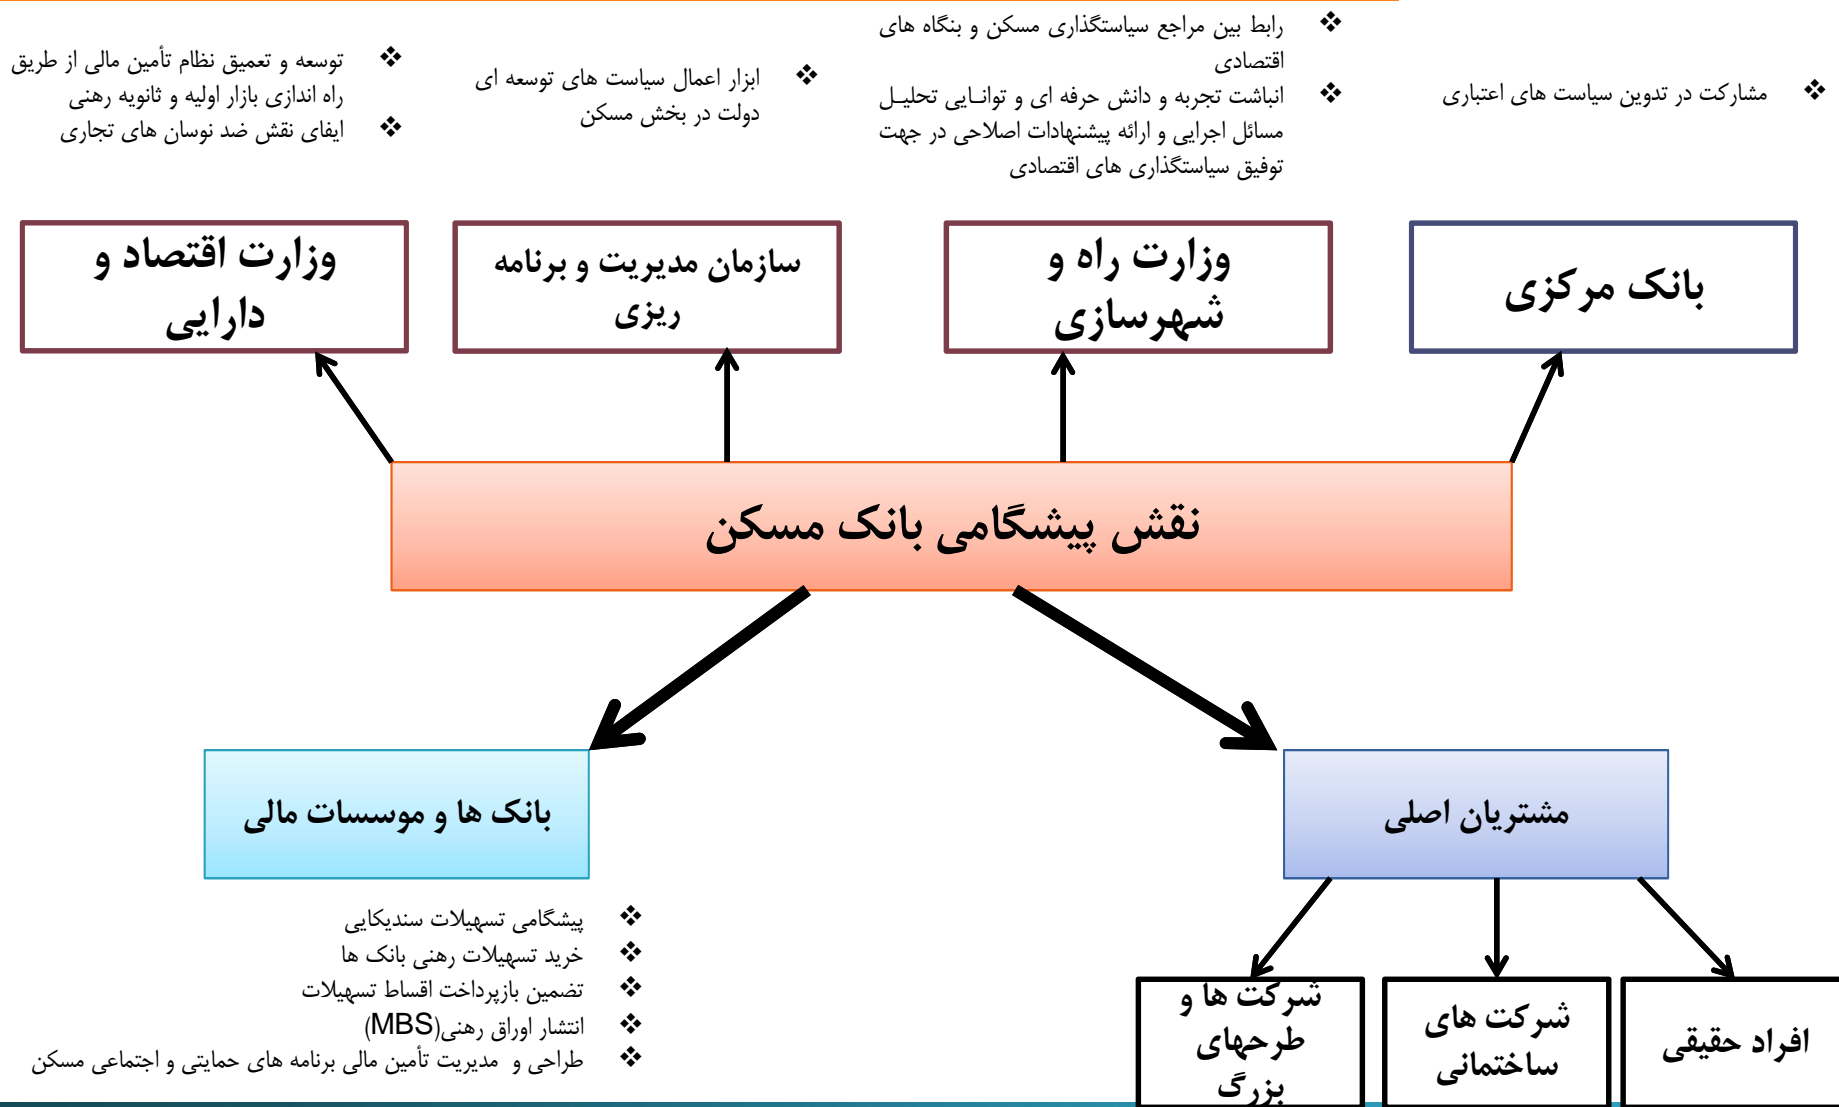 ❖ مشارکت در تدوین سیاست های اعتباری
❖ رابط بین مراجع سیاستگذاری مسکن و بنگاه های
اقتصادی
❖ انباشت تجربه و دانش حرفه ای و توانـایی تحلیـل
مسائل اجرایی و ارائه پیشنهادات اصلاحی در جهت
توفیق سیاستگذاری های اقتصادی
❖ ابزار اعمال سیاست های توسعه ای
دولت در بخش مسکن
❖ توسعه و تعمیق نظام تأمین مالی از طریق
راه اندازی بازار اولیه و ثانویه رهنی
❖ ایفای نقش ضد نوسان های تجاری
بانک مرکزی
وزارت راه و
شهرسازی
سازمان مدیریت و برنامه
ریزی
وزارت اقتصاد و
دارایی
نقش پیشگامی بانک مسکن
مشتریان اصلی
بانک ها و موسسات مالی
افراد حقیقی
شرکت های
ساختمانی
شرکت ها و
طرحهای
بزرگ
❖ پیشگامی تسهیلات سندیکایی
❖ خرید تسهیلات رهنی بانک ها
❖ تضمین بازپرداخت اقساط تسهیلات
❖ انتشار اوراق رهنی(MBS)
❖ طراحی و مدیریت تأمین مالی برنامه های حمایتی و اجتماعی مسکن